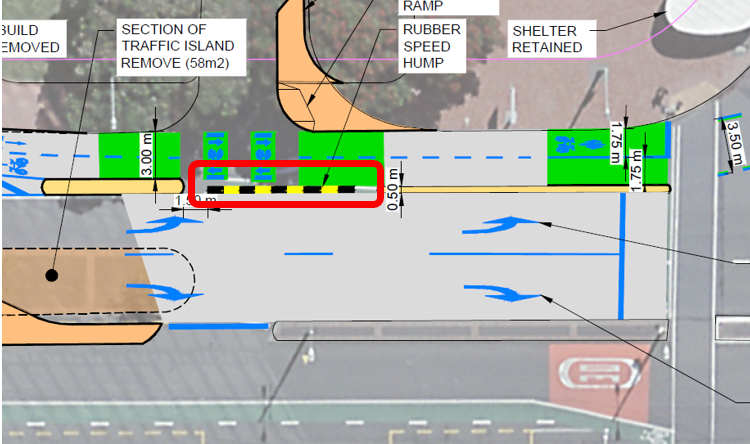 RAMP
BUILD
EMOVED
SECTION OF
TRAFFIC ISLAND
REMOVE (58m2)
RUBBER
SPEED
HUMP
SHELTER
RETAINED
3.00 m
1.75 m
1.75 m
3.50 m
0.50 m